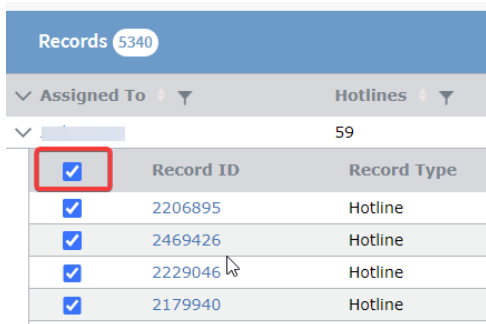 Records 5340
Assigned To Hotlines
59
Record ID Record Type
2206895 Hotline
2469426 Hotline
2229046 Hotline
2179940 Hotline